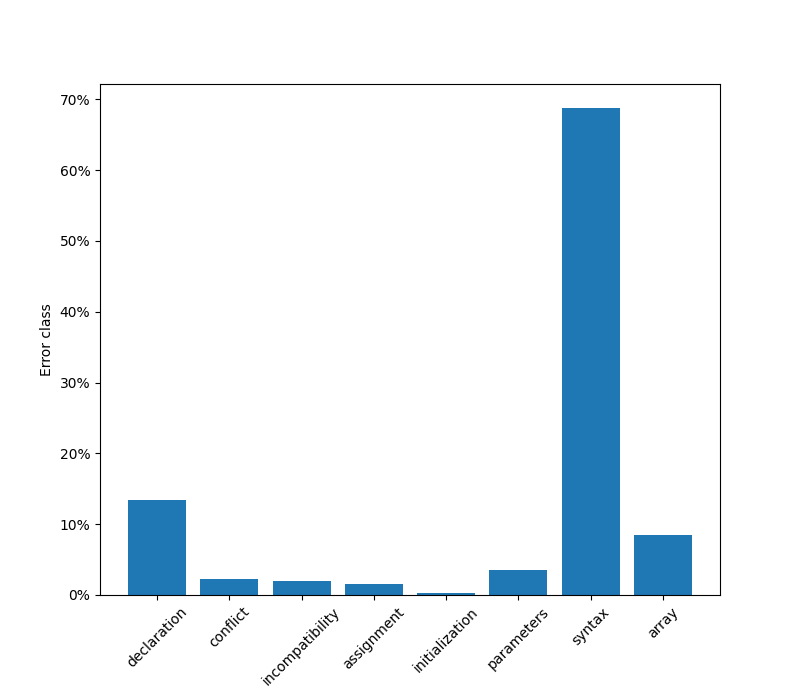 70%
60%
50%
40%
30%
20%
10%
0%
Error class
declaration
conflict
incompatibility
assignment
initialization
parameters
syntax
array